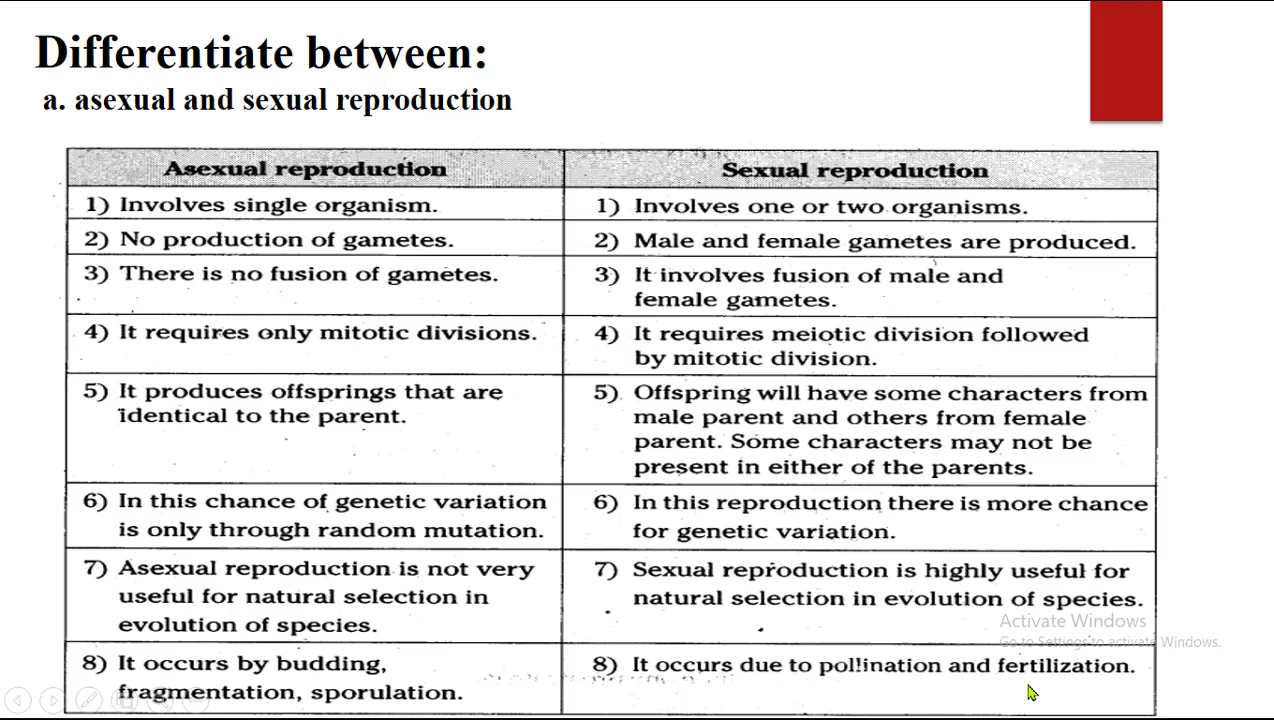 Differentiate between:
a. asexual and sexual reproduction
Asexual reproduction
Sexual reproduction
1) Involves single organism.
1) Involves one or two organisms.
2) No production of gametes.
2) Male and female gametes are produced.
3) There is no fusion of gametes.
3) It involves fusion of male and
female gametes.
4) It requires only mitotic divisions.
4) It requires meiotic division followed
by mitotic division.
5) It produces offsprings that are
identical to the parent.
5) Offspring will have some characters from
male parent and others from female
parent. Some characters may not be
present in either of the parents.
6) In this chance of genetic variation
is only through random mutation.
6) In this reproduction there is more chance
for genetic variation.
7) Asexual reproduction is not very
useful for natural selection in
evolution of species.
7) Sexual reproduction is highly useful for
natural selection in evolution of species.
8) It occurs by budding,
fragmentation, sporulation.
8) It occurs due to pollination and fertilization.
Activate Windows
Go to Settings to activate Windows.